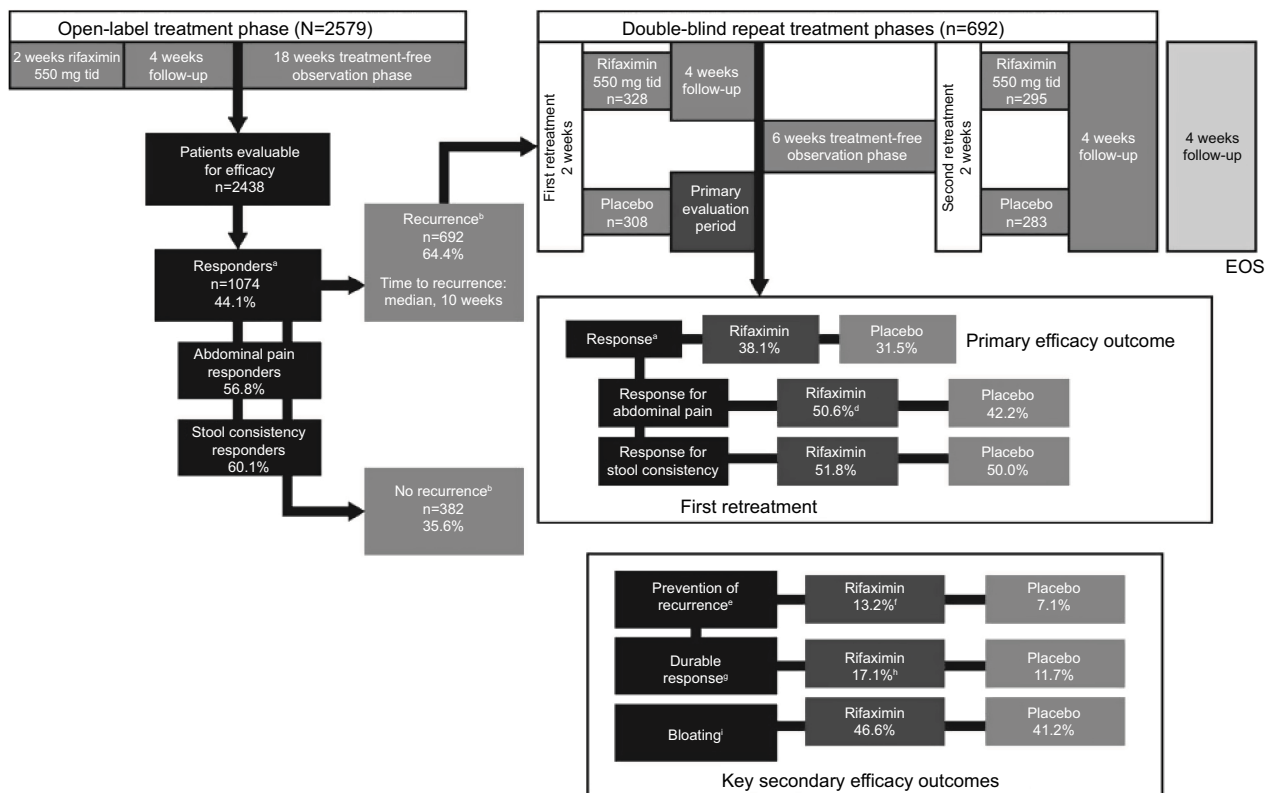 Open-label treatment phase (N=2579)
2 weeks rifaximin
550 mg tid
4 weeks
follow-up
18 weeks treatment-free
observation phase
Patients evaluable
for efficacy
n=2438
Responders^a
n=1074
44.1%
Abdominal pain
responders
56.8%
Stool consistency
responders
60.1%
Recurrence^b
n=692
64.4%
Time to recurrence:
median, 10 weeks
No recurrence^b
n=382
35.6%
Double-blind repeat treatment phases (n=692)
First retreatment
2 weeks
Rifaximin
550 mg tid
n=328
4 weeks
follow-up
Placebo
n=308
Primary
evaluation
period
6 weeks treatment-free
observation phase
Second retreatment
2 weeks
Rifaximin
550 mg tid
n=295
Placebo
n=283
4 weeks
follow-up
4 weeks
follow-up
EOS
Response^a
Rifaximin
38.1%
Placebo
31.5%
Primary efficacy outcome
Response for
abdominal pain
Rifaximin
50.6%^d
Placebo
42.2%
Response for
stool consistency
Rifaximin
51.8%
Placebo
50.0%
First retreatment
Prevention of
recurrence^e
Rifaximin
13.2%^f
Placebo
7.1%
Durable
response^g
Rifaximin
17.1%^h
Placebo
11.7%
Bloating^i
Rifaximin
46.6%
Placebo
41.2%
Key secondary efficacy outcomes